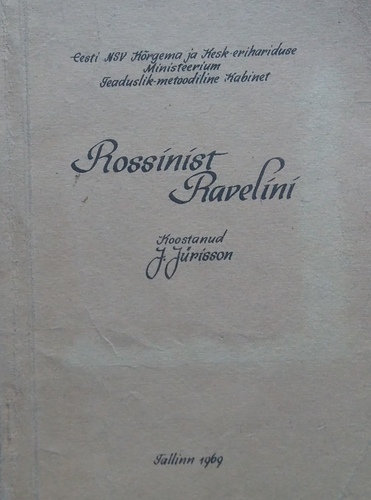 Eesti NSV Kõrgema ja Kesk-erihariduse
Ministeerium
Teaduslik-metoodiline Kabinet
Rossinist
Ravelini
Koostanud
J. Jürisson
Tallinn 1969